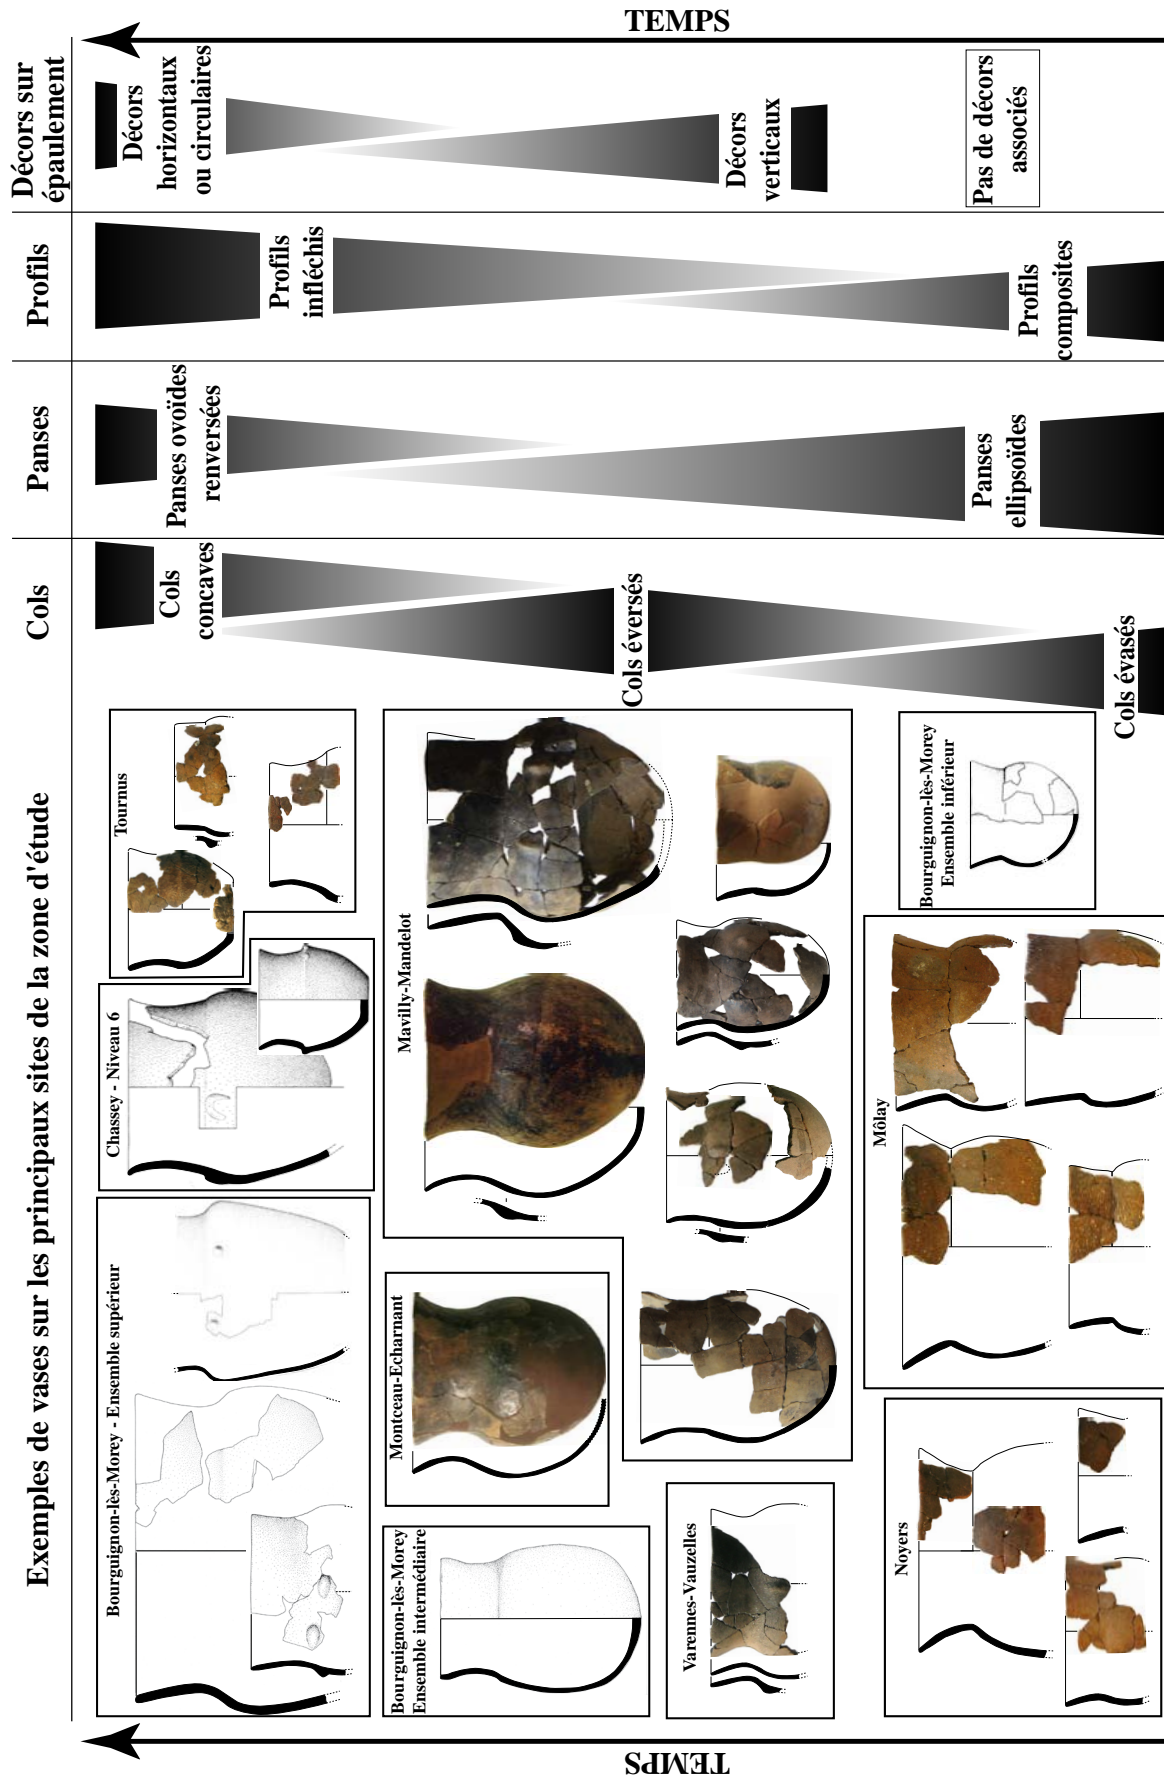 TEMPS
Exemples de vases sur les principaux sites de la zone d'étude
Cols
Panses
Profils
Décors sur
épaulement
Bourguignon-lès-Morey - Ensemble supérieur
Chassey - Niveau 6
Tournus
Cols
concaves
Panses ovoïdes
renversées
Profils
infléchis
Décors
horizontaux
ou circulaires
Bourguignon-lès-Morey
Ensemble intermédiaire
Montceau-Echarnant
Mavilly-Mandelot
Varennes-Vauzelles
Cols éversés
Décors
verticaux
Noyers
Môlay
Bourguignon-lès-Morey
Ensemble inférieur
Cols évasés
Panses
ellipsoïdes
Profils
composites
Pas de décors
associés
TEMPS